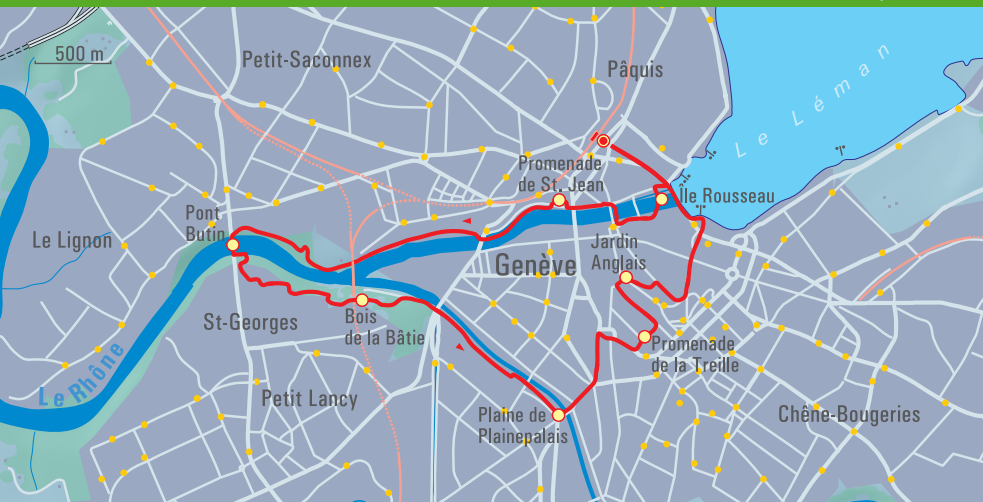 500 m
Petit-Saconnex
Pâquis
Le Léman
Promenade
de St. Jean
Île Rousseau
Pont
Butin
Le Lignon
Jardin
Anglais
Genève
St-Georges
Bois
de la Bâtie
Promenade
de la Treille
Le Rhône
Petit Lancy
Plaine de
Plainepalais
Chêne-Bougeries